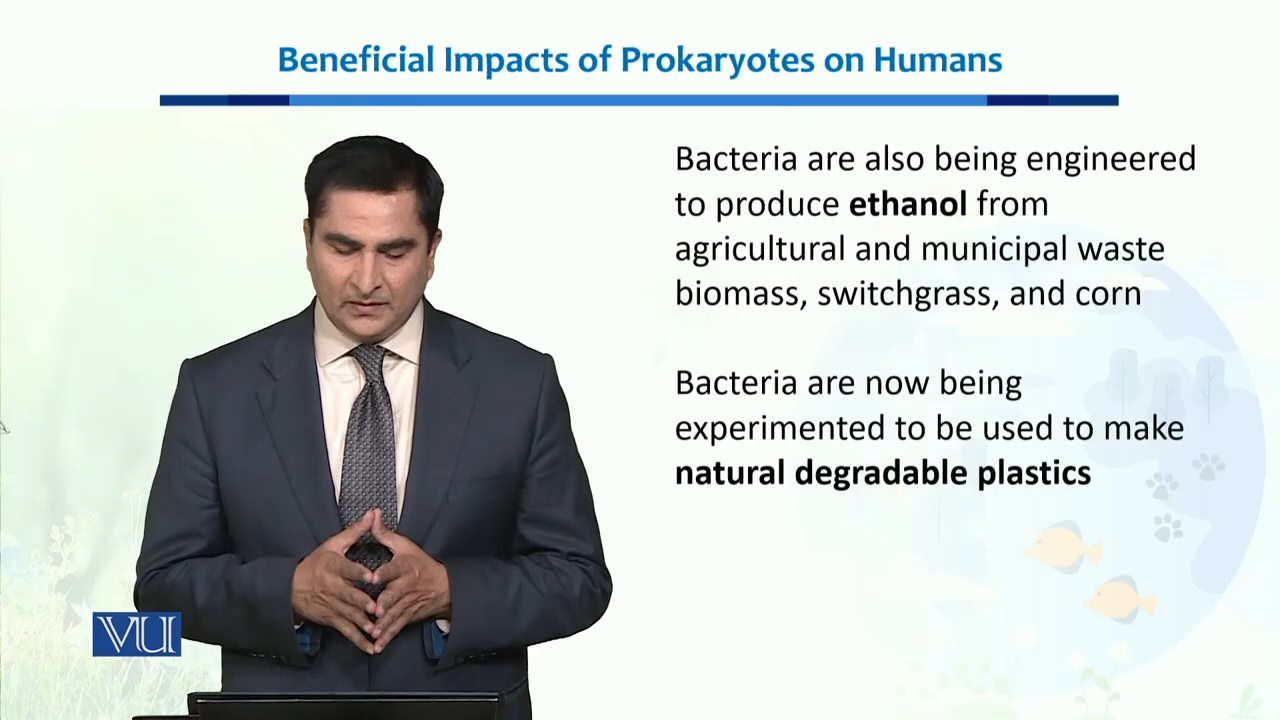 Beneficial Impacts of Prokaryotes on Humans
Bacteria are also being engineered
to produce ethanol from
agricultural and municipal waste
biomass, switchgrass, and corn
Bacteria are now being
experimented to be used to make
natural degradable plastics
VU